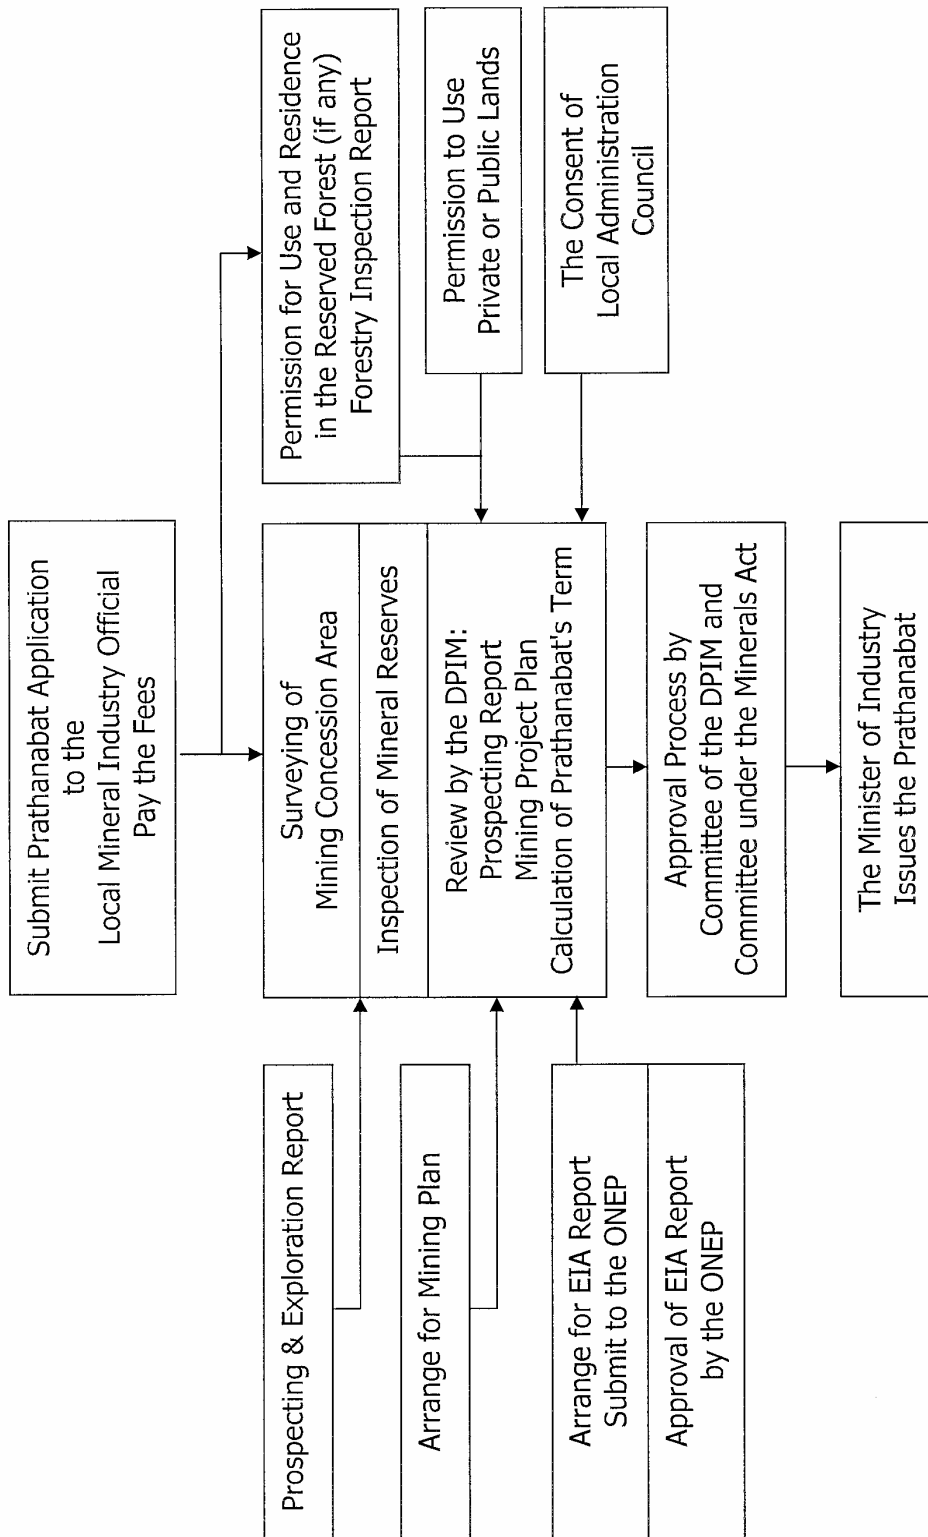 Submit Prathanabat Application
to the
Local Mineral Industry Official
Pay the Fees
Prospecting & Exploration Report
Surveying of
Mining Concession Area
Inspection of Mineral Reserves
Permission for Use and Residence
in the Reserved Forest (if any)
Forestry Inspection Report
Arrange for Mining Plan
Review by the DPIM:
Prospecting Report
Mining Project Plan
Calculation of Prathanabat's Term
Permission to Use
Private or Public Lands
Arrange for EIA Report
Submit to the ONEP
Approval of EIA Report
by the ONEP
The Consent of
Local Administration
Council
Approval Process by
Committee of the DPIM and
Committee under the Minerals Act
The Minister of Industry
Issues the Prathanabat